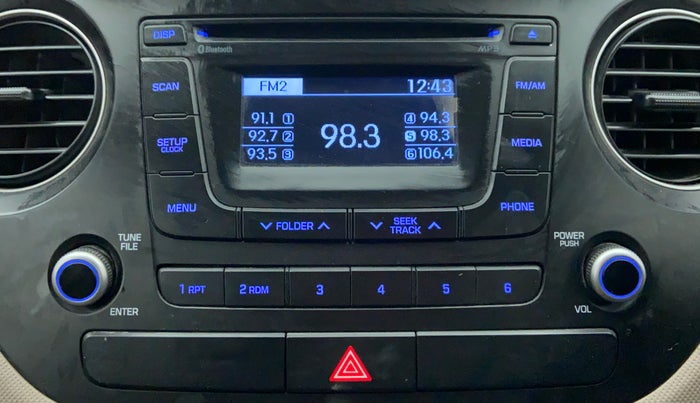 DISP
Bluetooth
MP3
SCAN
FM2 12:43
FM/AM
91.1 1 4 94.3
92.7 2 98.3 5 98.3
93.5 3 6 106.4
SETUP
CLOCK
MEDIA
MENU
PHONE
FOLDER
SEEK
TRACK
TUNE
FILE
POWER
PUSH
1 RPT 2 RDM 3 4 5 6
ENTER
VOL